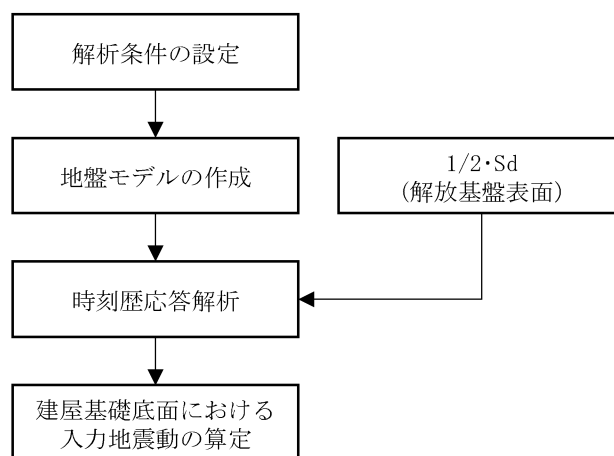 解析条件の設定
地盤モデルの作成
1/2・Sd
(解放基盤表面)
時刻歴応答解析
建屋基礎底面における
入力地震動の算定